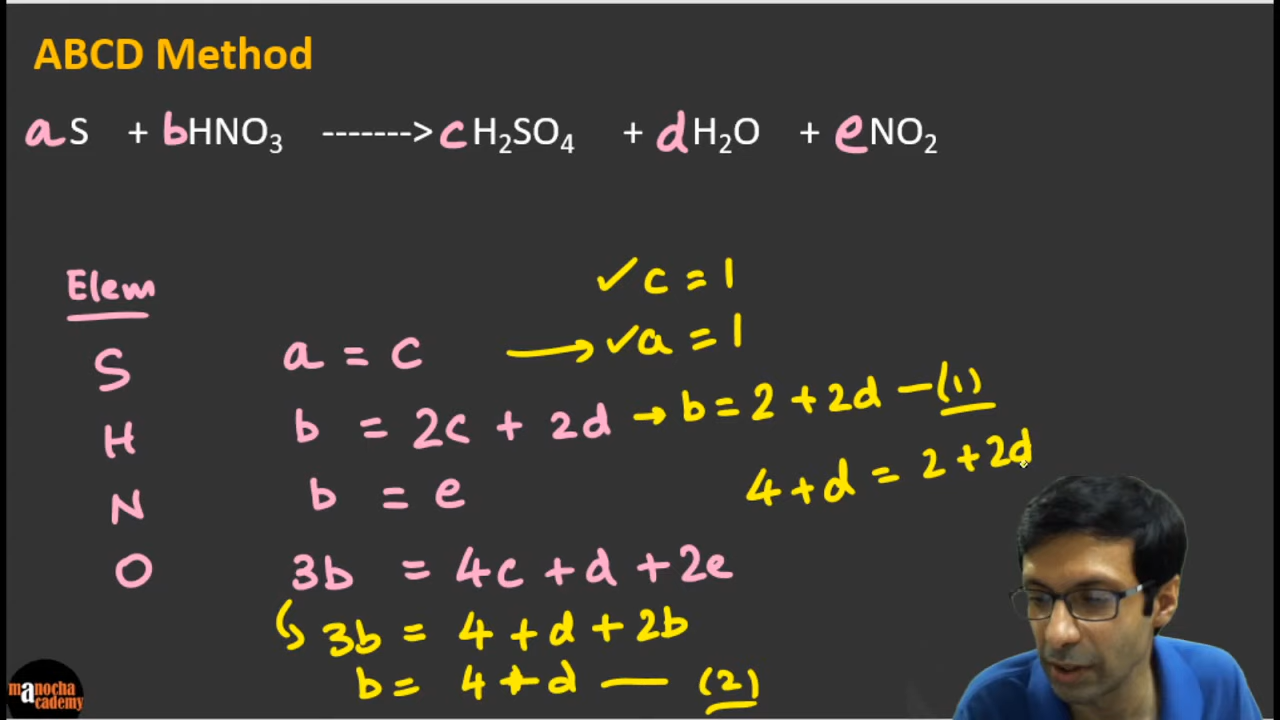 ABCD Method
aS + bHNO₃ -------> cH₂SO₄ + dH₂O + eNO₂
Elem
✓ c = 1
S a = c → ✓ a = 1
H b = 2c + 2d → b = 2 + 2d — (1)
4 + d = 2 + 2d
N b = e
O 3b = 4c + d + 2e
3b = 4 + d + 2b
b = 4 + d — (2)
manocha
academy